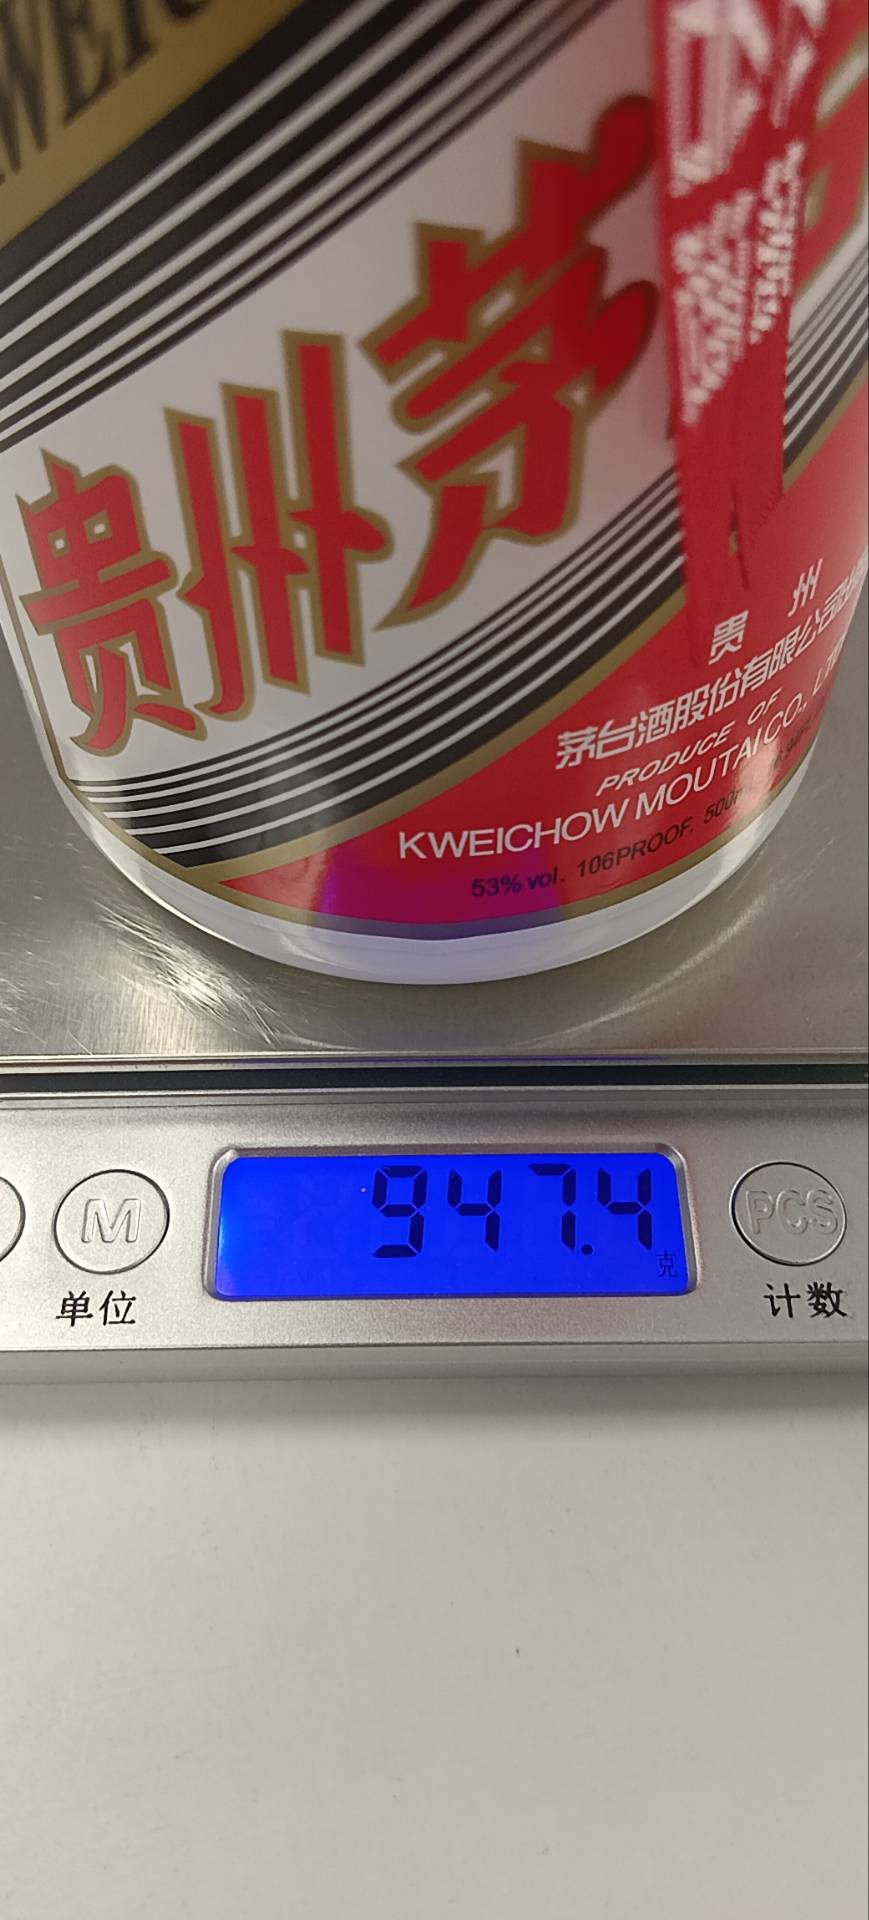 贵州茅
贵 州
茅台酒股份有限公司
PRODUCE OF
KWEICHOW MOUTAI CO., LTD
53% vol. 106PROOF. 500
947.4
克
M
PCS
单位
计数